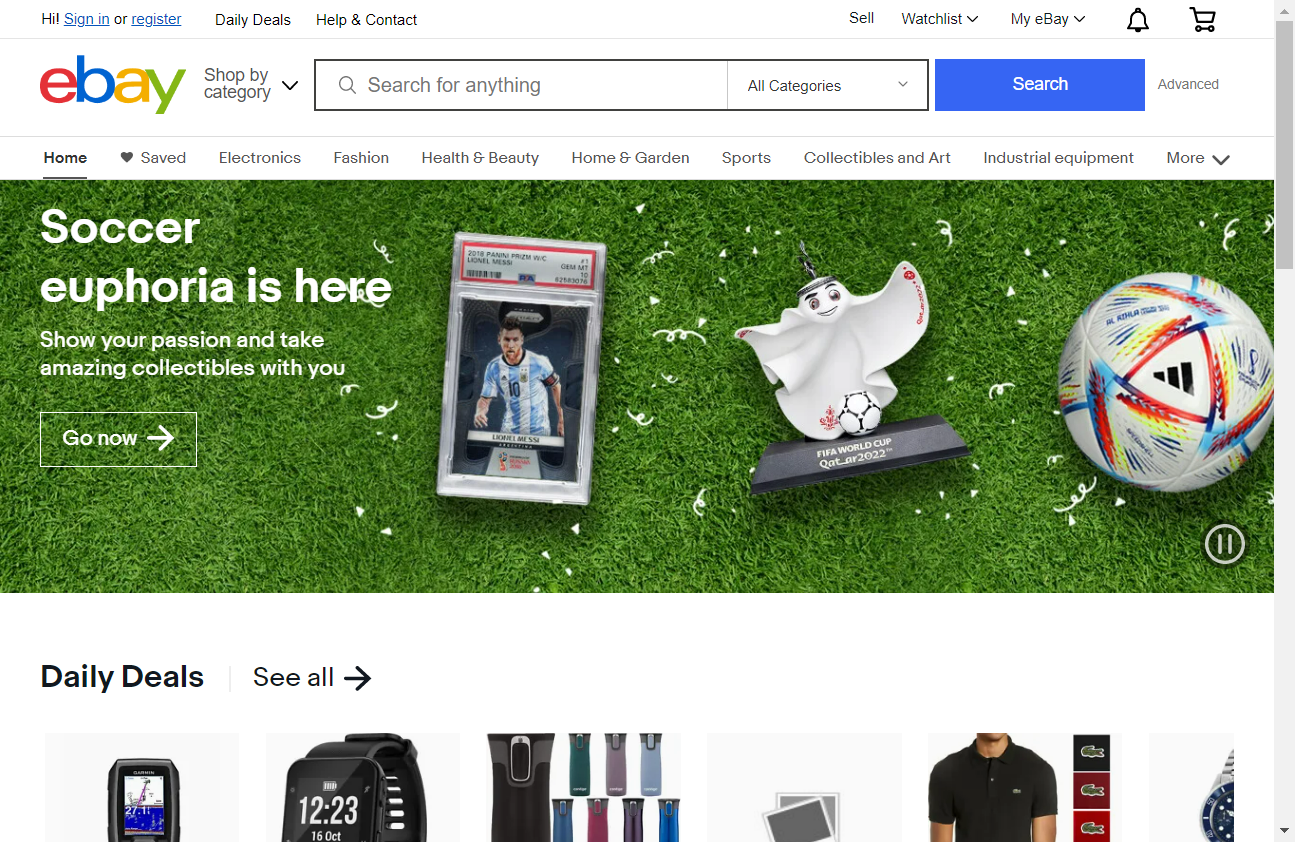 Hi! Sign in or register
Daily Deals
Help & Contact
Sell
Watchlist
My eBay
ebay
Shop by
category
Search for anything
All Categories
Search
Advanced
Home
Saved
Electronics
Fashion
Health & Beauty
Home & Garden
Sports
Collectibles and Art
Industrial equipment
More
Soccer
euphoria is here
Show your passion and take
amazing collectibles with you
Go now
2018 PANINI PRIZM W/C #1
LIONEL MESSI GEM MT
10
PSA
LIONEL MESSI
FIFA WORLD CUP
Qatar2022
Qatar2022
AL RIHLA
Daily Deals
See all
GARMIN
27.1
12:23
16 Oct